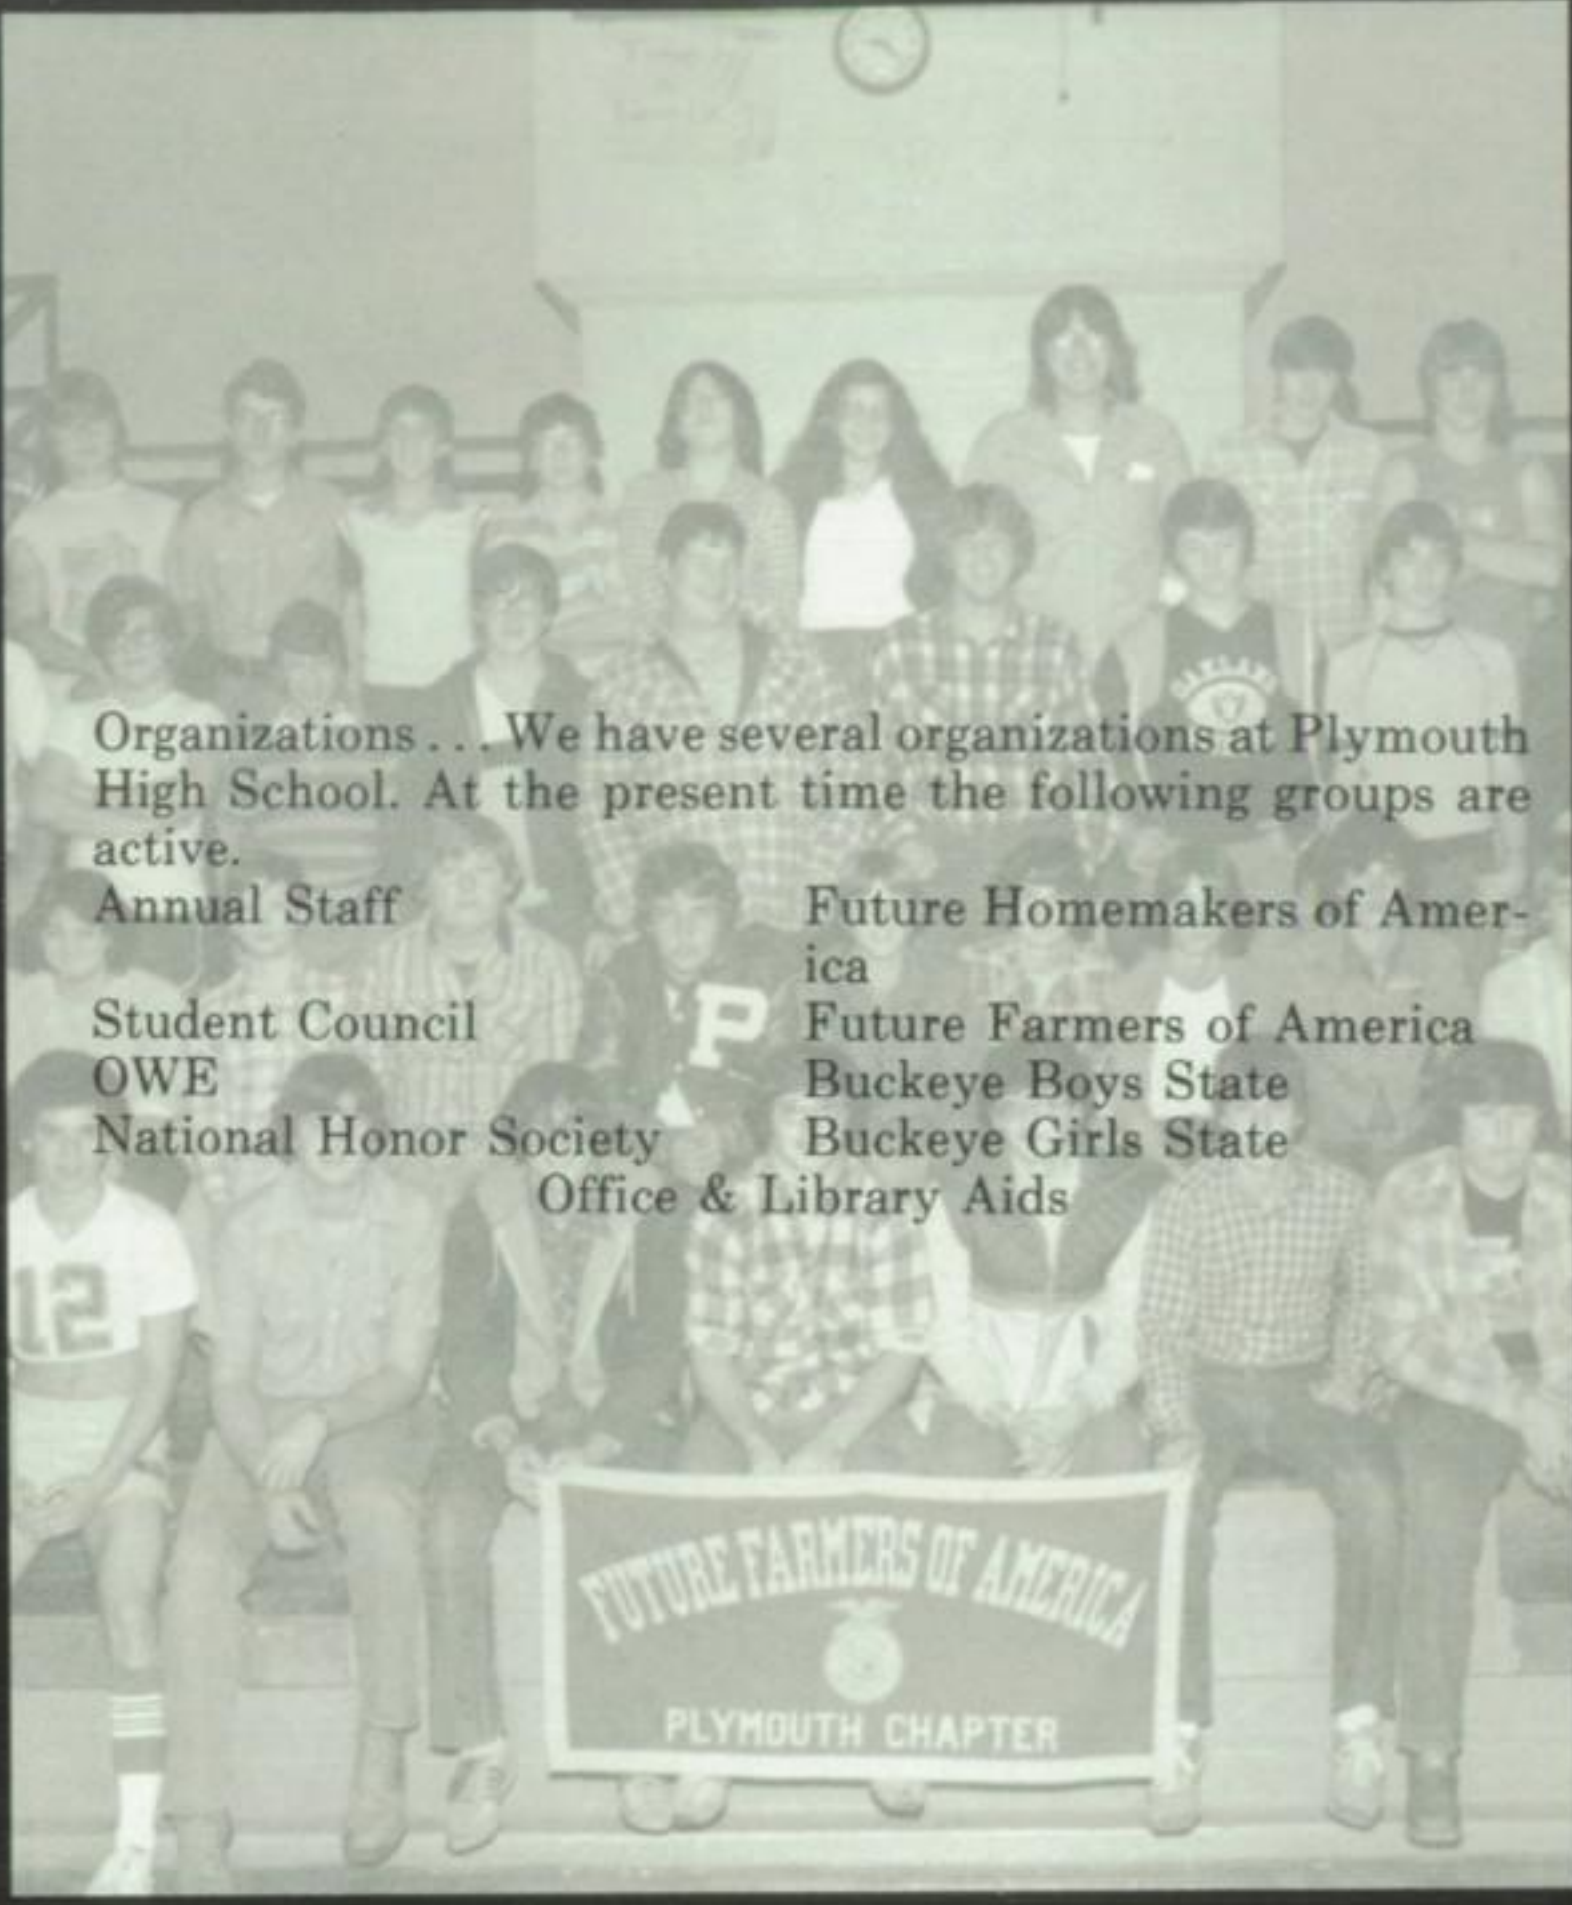 Organizations... We have several organizations at Plymouth
High School. At the present time the following groups are
active.
Annual Staff
Student Council
OWE
National Honor Society
Future Homemakers of Amer-
ica
Future Farmers of America
Buckeye Boys State
Buckeye Girls State
Office & Library Aids
OAKLAND
P
12
FUTURE FARMERS OF AMERICA
PLYMOUTH CHAPTER